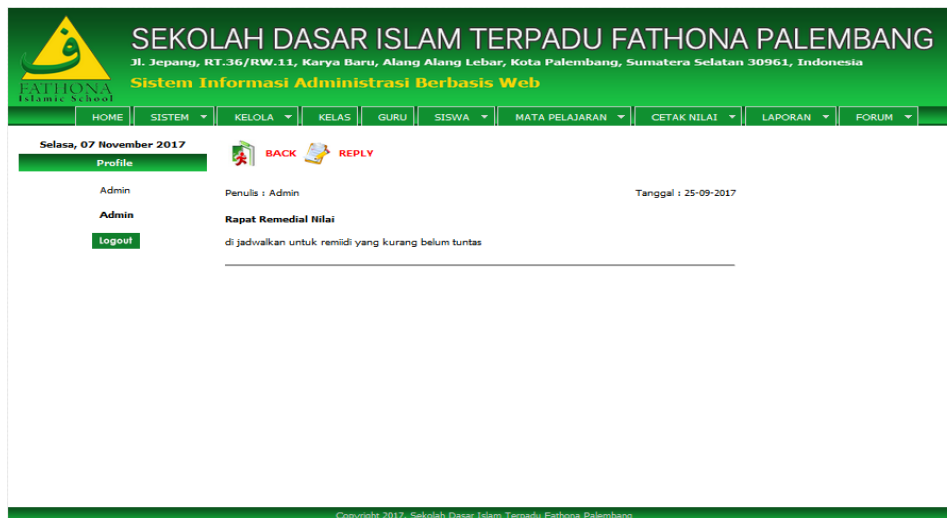 SEKOLAH DASAR ISLAM TERPADU FATHONA PALEMBANG
Jl. Jepang, RT.36/RW.11, Karya Baru, Alang Alang Lebar, Kota Palembang, Sumatera Selatan 30961, Indonesia
Sistem Informasi Administrasi Berbasis Web
FATHONA
Islamic School
HOME SISTEM KELOLA KELAS GURU SISWA MATA PELAJARAN CETAK NILAI LAPORAN FORUM
Selasa, 07 November 2017
Profile
Admin
Admin
Logout
BACK REPLY
Penulis : Admin Tanggal : 25-09-2017
Rapat Remedial Nilai
di jadwalkan untuk remiidi yang kurang belum tuntas
Copyright 2017. Sekolah Dasar Islam Terpadu Fathona Palembang